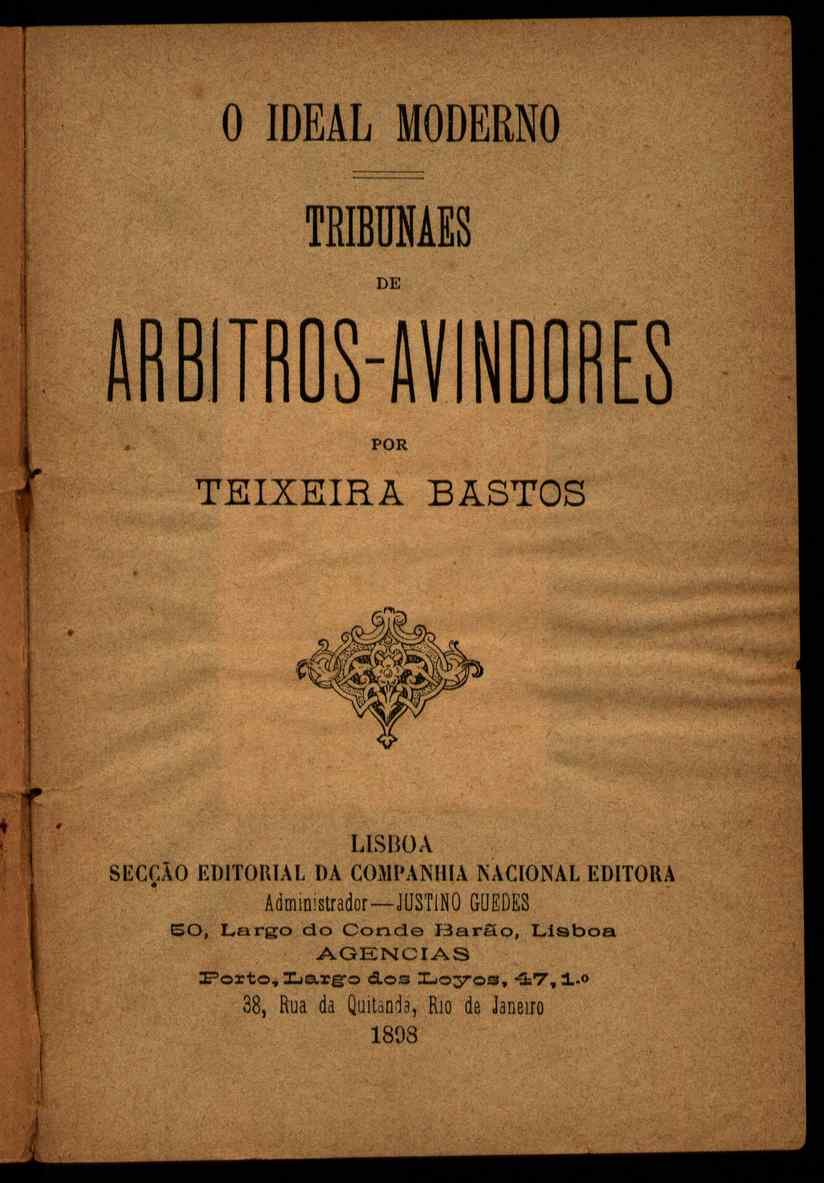 O IDEAL MODERNO
TRIBUNAES
DE
ARBITROS-AVINDORES
POR
TEIXEIRA BASTOS
LISBOA
SECÇÃO EDITORIAL DA COMPANHIA NACIONAL EDITORA
Administrador—JUSTINO GUEDES
50, Largo do Conde Barão, Lisboa
AGENCIAS
Porto, Largo dos Loyos, 47, 1.º
38, Rua da Quitanda, Rio de Janeiro
1898